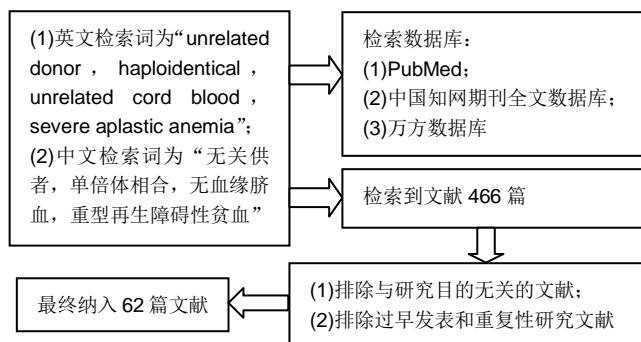 (1)英文检索词为“unrelated
donor，haploidentical，
unrelated cord blood，
severe aplastic anemia”;
(2)中文检索词为“无关供
者，单倍体相合，无血缘脐
血，重型再生障碍性贫血”
检索数据库：
(1)PubMed；
(2)中国知网期刊全文数据库；
(3)万方数据库
检索到文献 466 篇
(1)排除与研究目的无关的文献；
(2)排除过早发表和重复性研究文献
最终纳入 62 篇文献